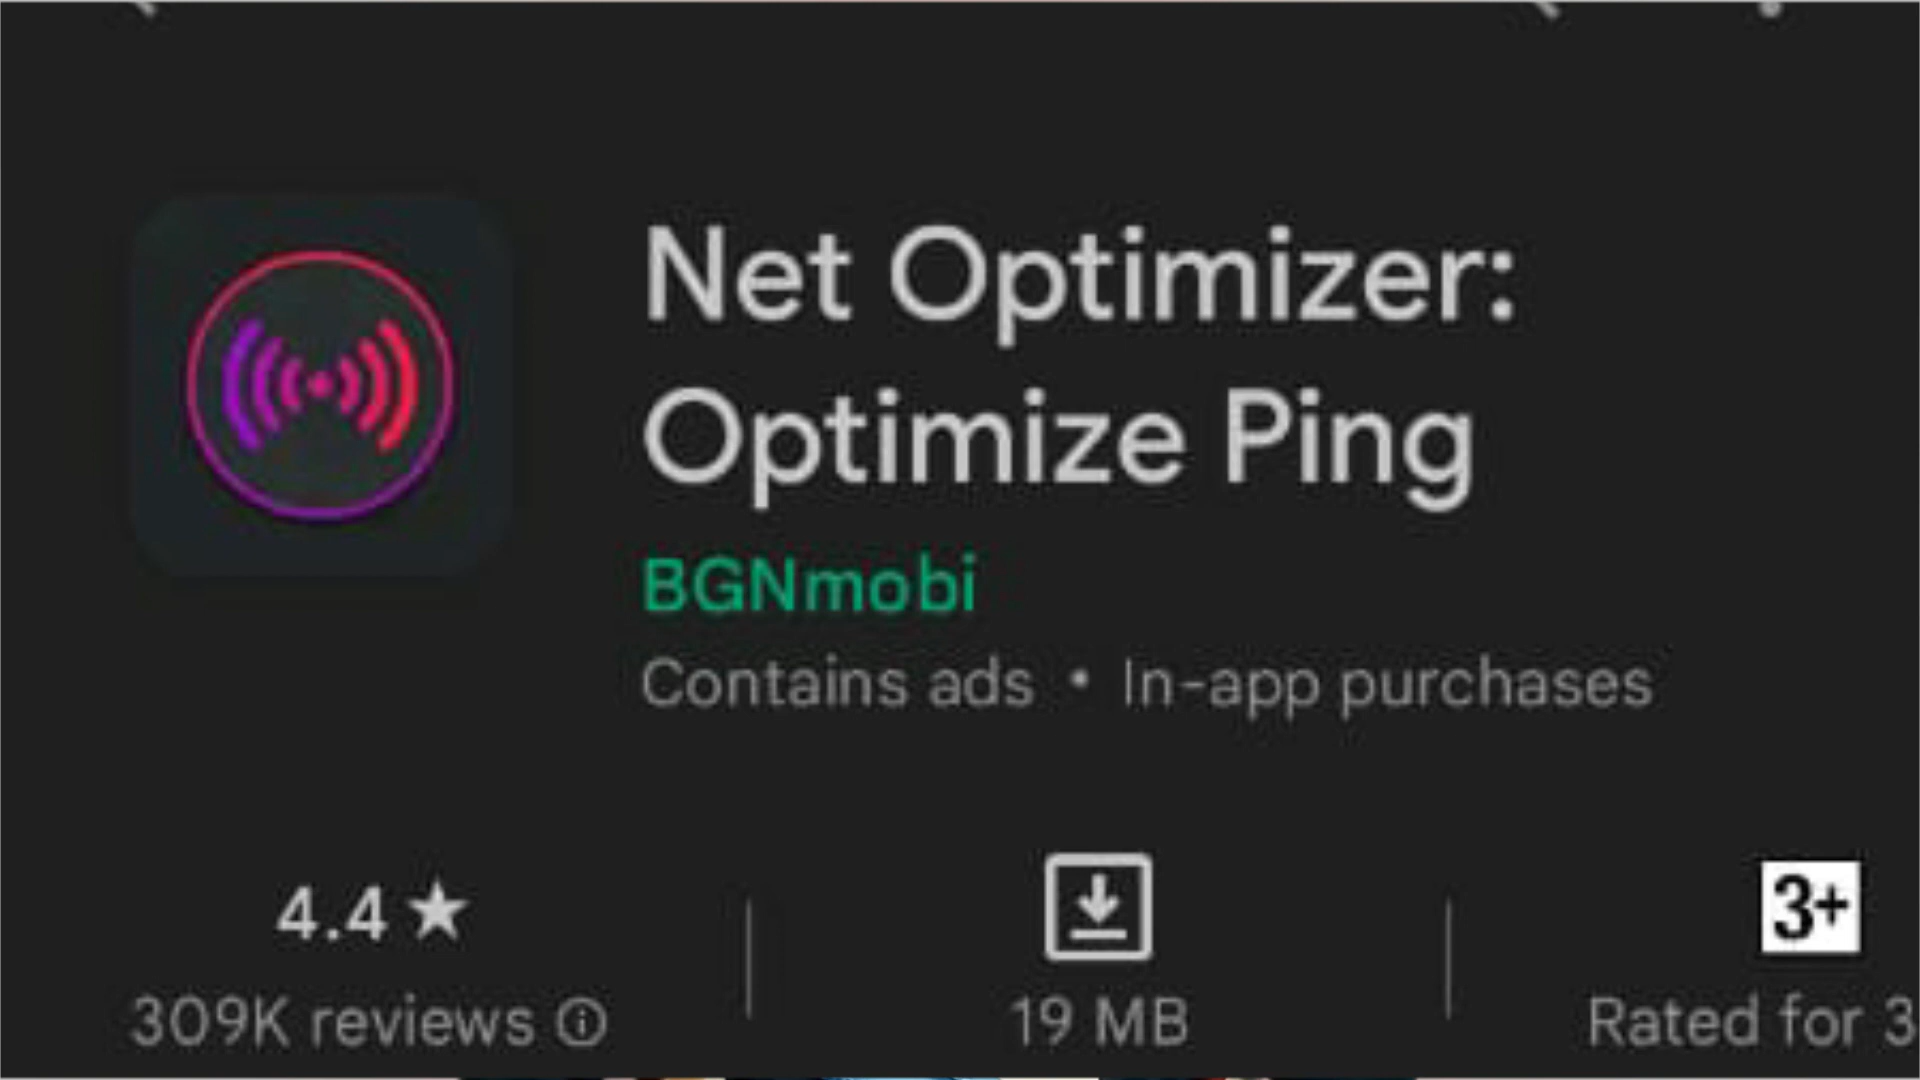 Net Optimizer:
Optimize Ping
BGNmobi
Contains ads • In-app purchases
4.4 ★
309K reviews
19 MB
3+
Rated for 3